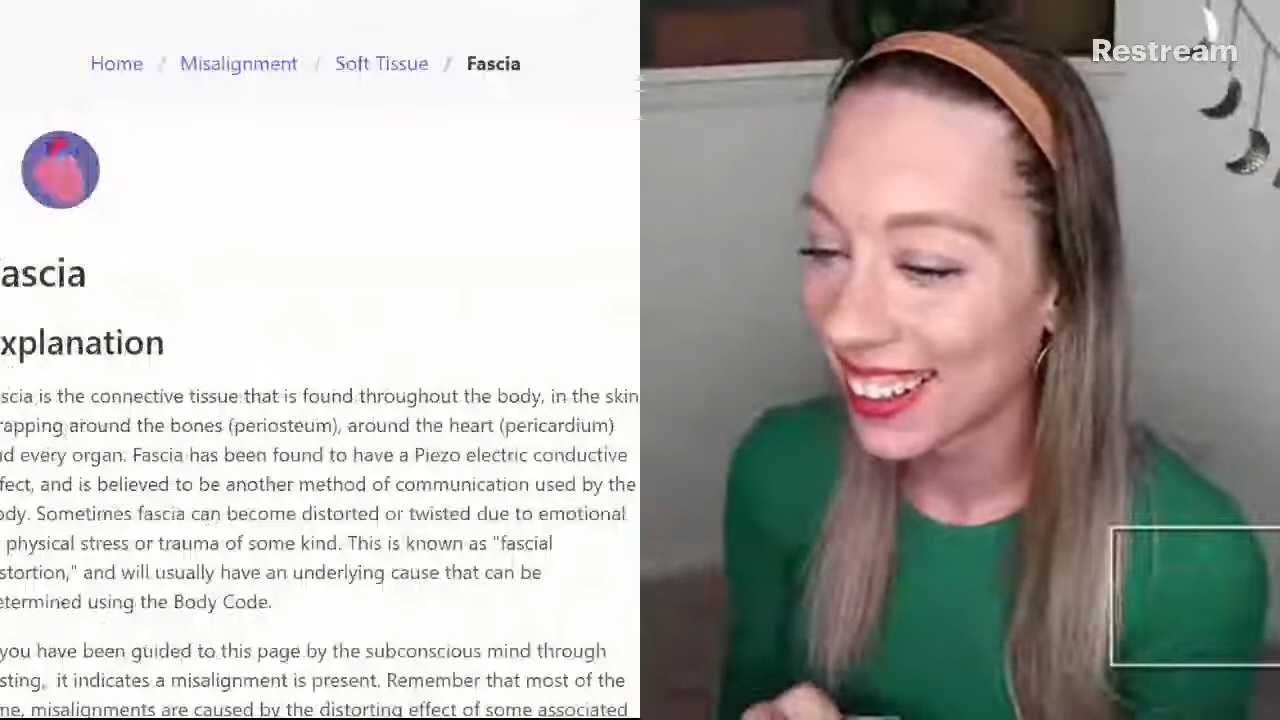 Home / Misalignment / Soft Tissue / Fascia
Restream
ascia
xplanation
scia is the connective tissue that is found throughout the body, in the skin
rapping around the bones (periosteum), around the heart (pericardium)
d every organ. Fascia has been found to have a Piezo electric conductive
fect, and is believed to be another method of communication used by the
ody. Sometimes fascia can become distorted or twisted due to emotional
physical stress or trauma of some kind. This is known as "fascial
stortion," and will usually have an underlying cause that can be
etermined using the Body Code.
you have been guided to this page by the subconscious mind through
sting, it indicates a misalignment is present. Remember that most of the
me, misalignments are caused by the distorting effect of some associated